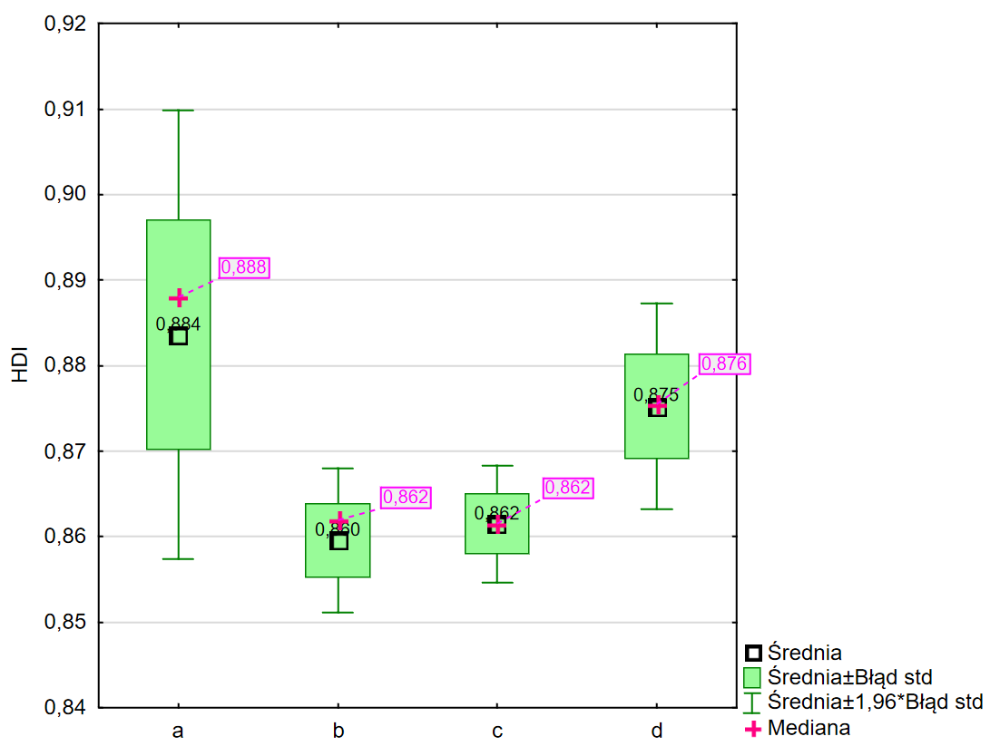 0,92
0,91
0,90
0,89
0,88
0,87
0,86
0,85
0,84
HDI
0,888
0,884
0,862
0,860
0,862
0,862
0,876
0,875
a b c d
Średnia
Średnia±Błąd std
Średnia±1,96*Błąd std
Mediana